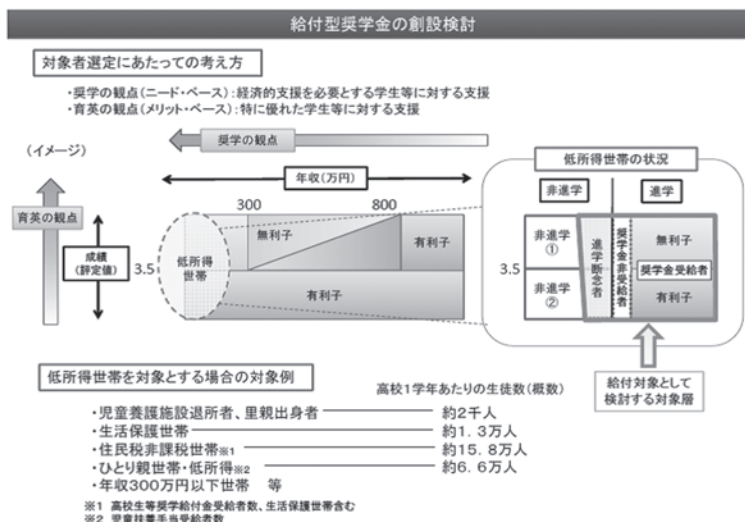 給付型奨学金の創設検討
対象者選定にあたっての考え方
・奨学の観点(ニード・ベース):経済的支援を必要とする学生等に対する支援
・育英の観点(メリット・ベース):特に優れた学生等に対する支援
(イメージ)
奨学の観点
年収(万円)
300
800
育英の観点
成績
(評定値)
3.5
低所得
世帯
無利子
有利子
有利子
低所得世帯の状況
非進学
進学
3.5
非進学
①
非進学
②
進学断念者
奨学金非受給者
無利子
奨学金受給者
有利子
給付対象として
検討する対象層
低所得世帯を対象とする場合の対象例
高校1学年あたりの生徒数(概数)
・児童養護施設退所者、里親出身者 約2千人
・生活保護世帯 約1.3万人
・住民税非課税世帯※1 約15.8万人
・ひとり親世帯・低所得※2 約6.6万人
・年収300万円以下世帯 等
※1 高校生等奨学給付金受給者数、生活保護世帯含む
※2 児童扶養手当受給者数